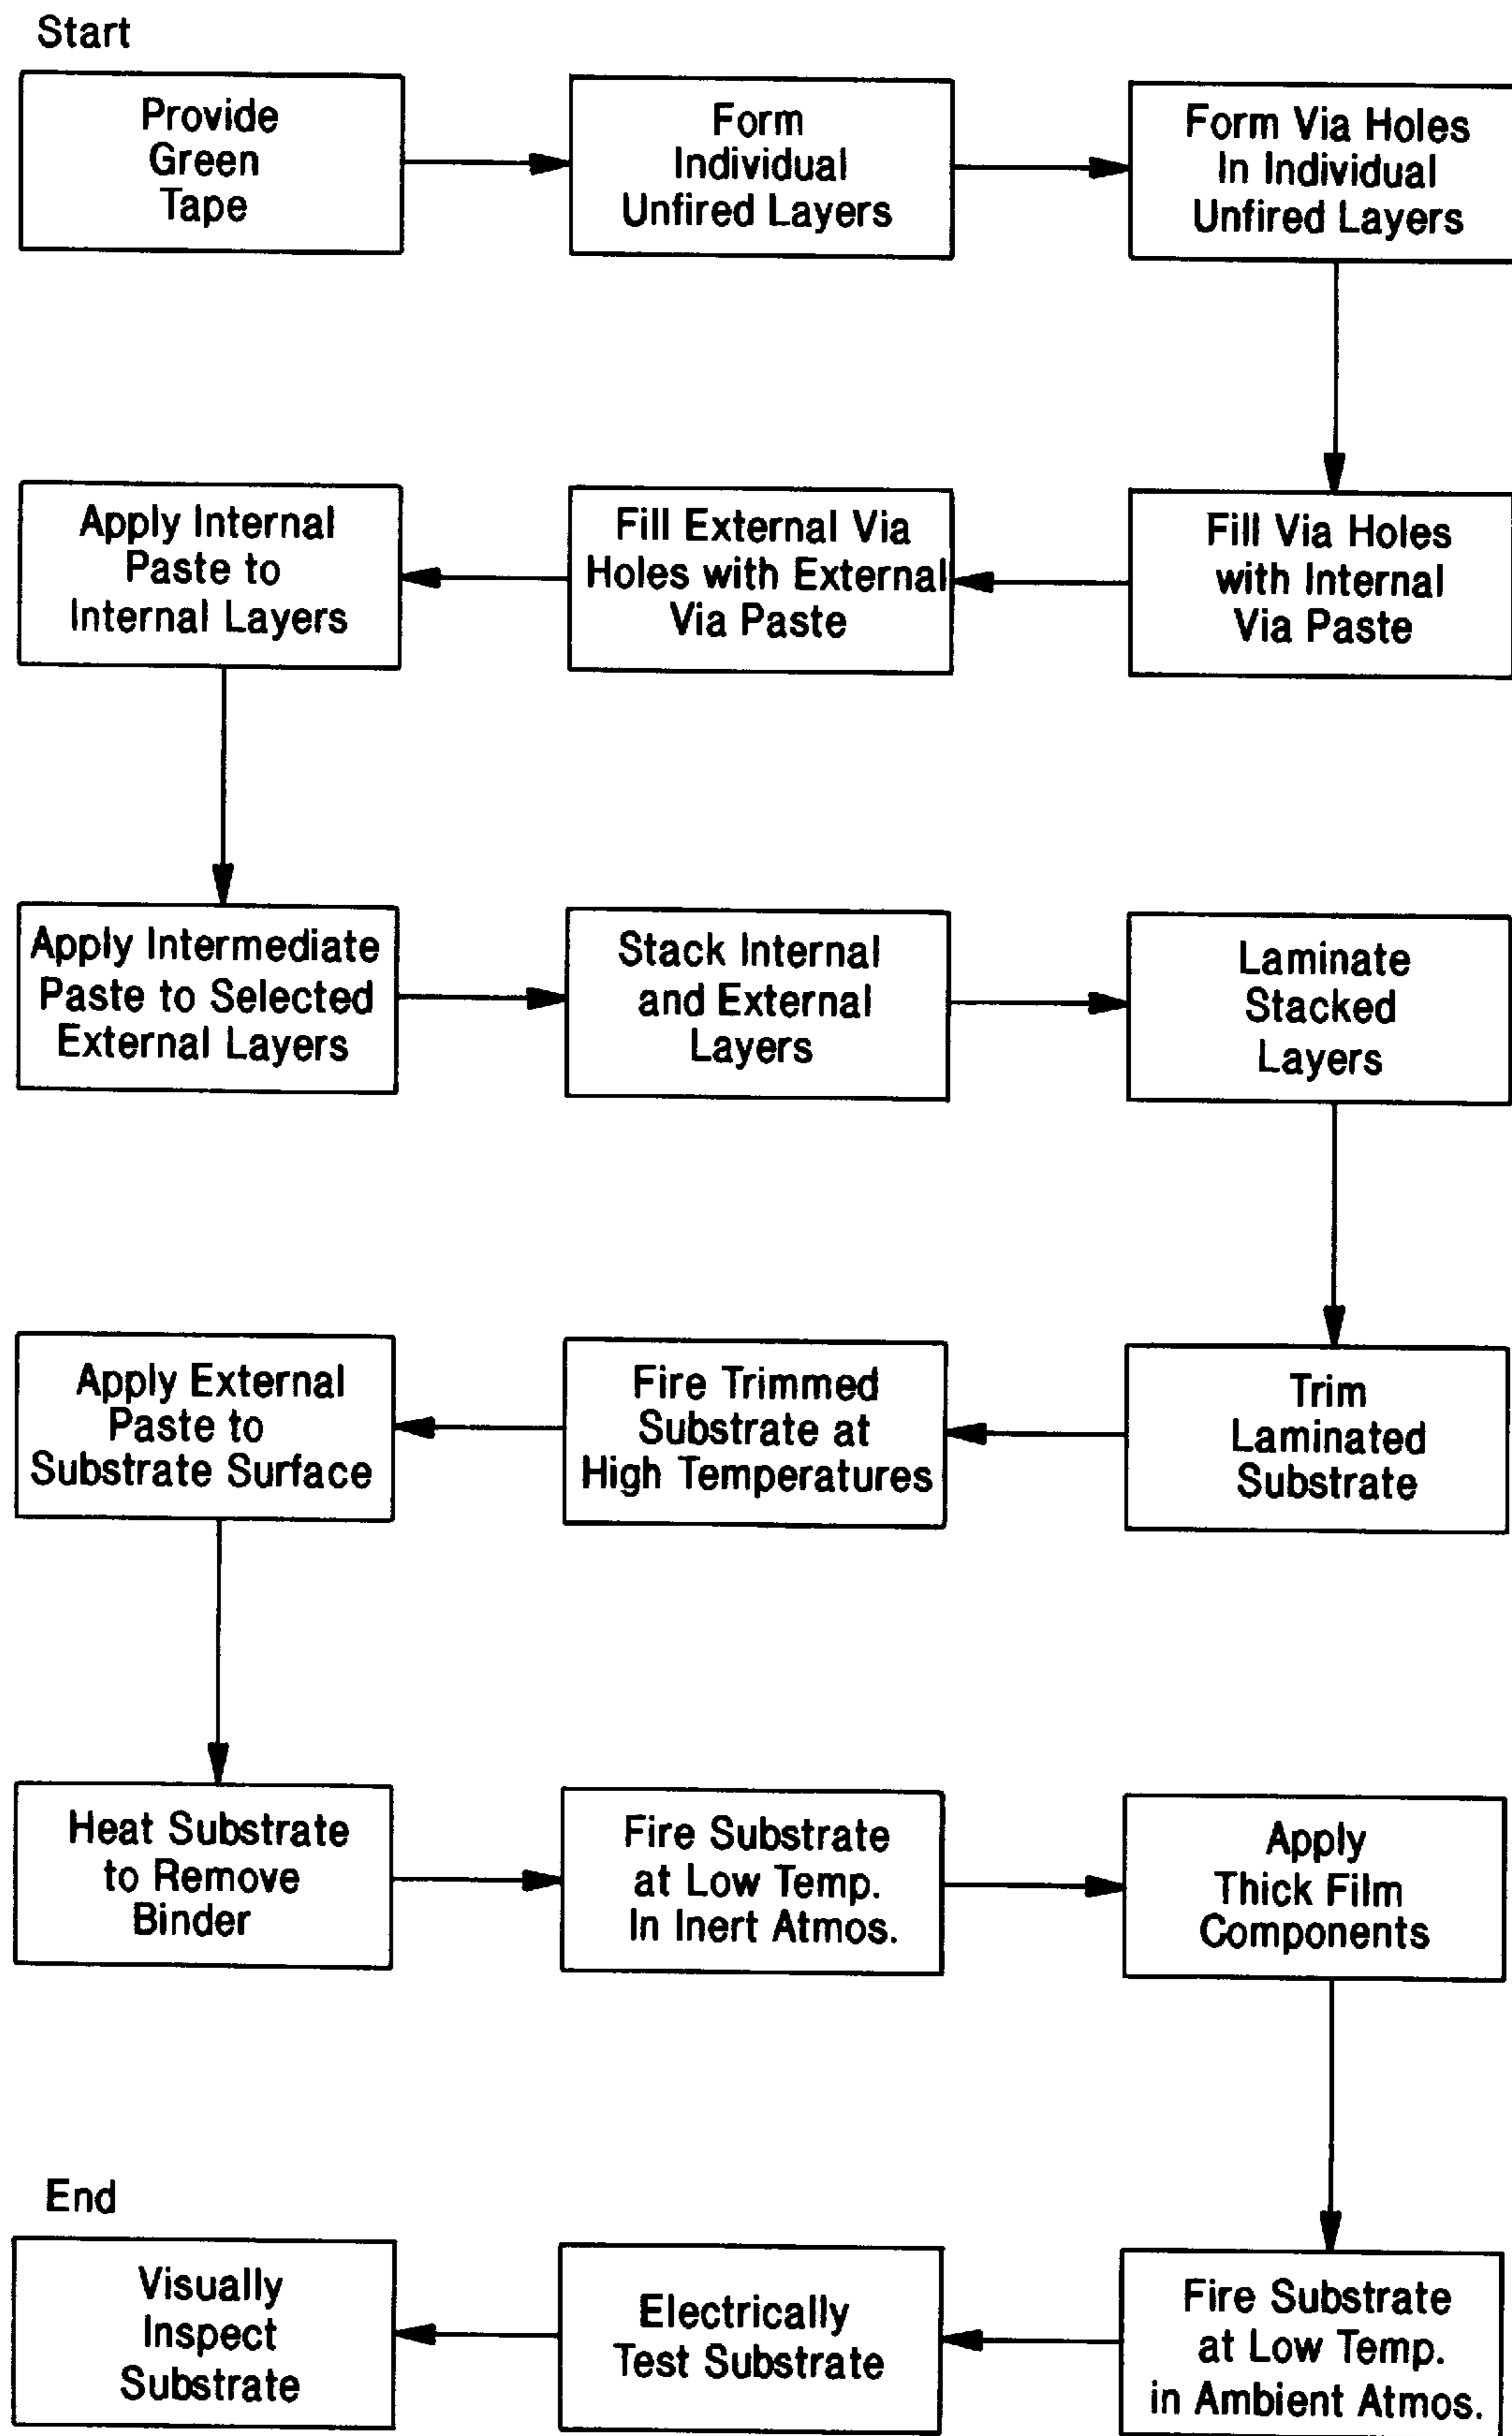 Start
Provide
Green
Tape
Form
Individual
Unfired Layers
Form Via Holes
In Individual
Unfired Layers
Fill Via Holes
with Internal
Via Paste
Fill External Via
Holes with External
Via Paste
Apply Internal
Paste to
Internal Layers
Apply Intermediate
Paste to Selected
External Layers
Stack Internal
and External
Layers
Laminate
Stacked
Layers
Trim
Laminated
Substrate
Fire Trimmed
Substrate at
High Temperatures
Apply External
Paste to
Substrate Surface
Heat Substrate
to Remove
Binder
Fire Substrate
at Low Temp.
In Inert Atmos.
Apply
Thick Film
Components
Fire Substrate
at Low Temp.
in Ambient Atmos.
Electrically
Test Substrate
End
Visually
Inspect
Substrate